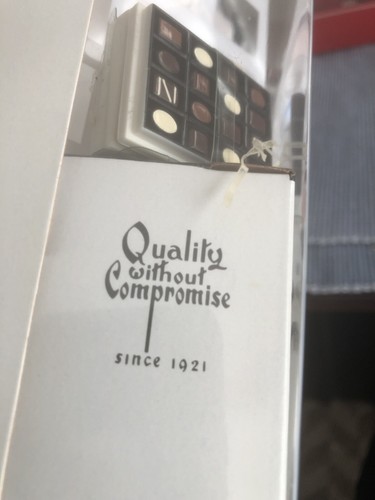 Quality
without
Compromise
since 1921